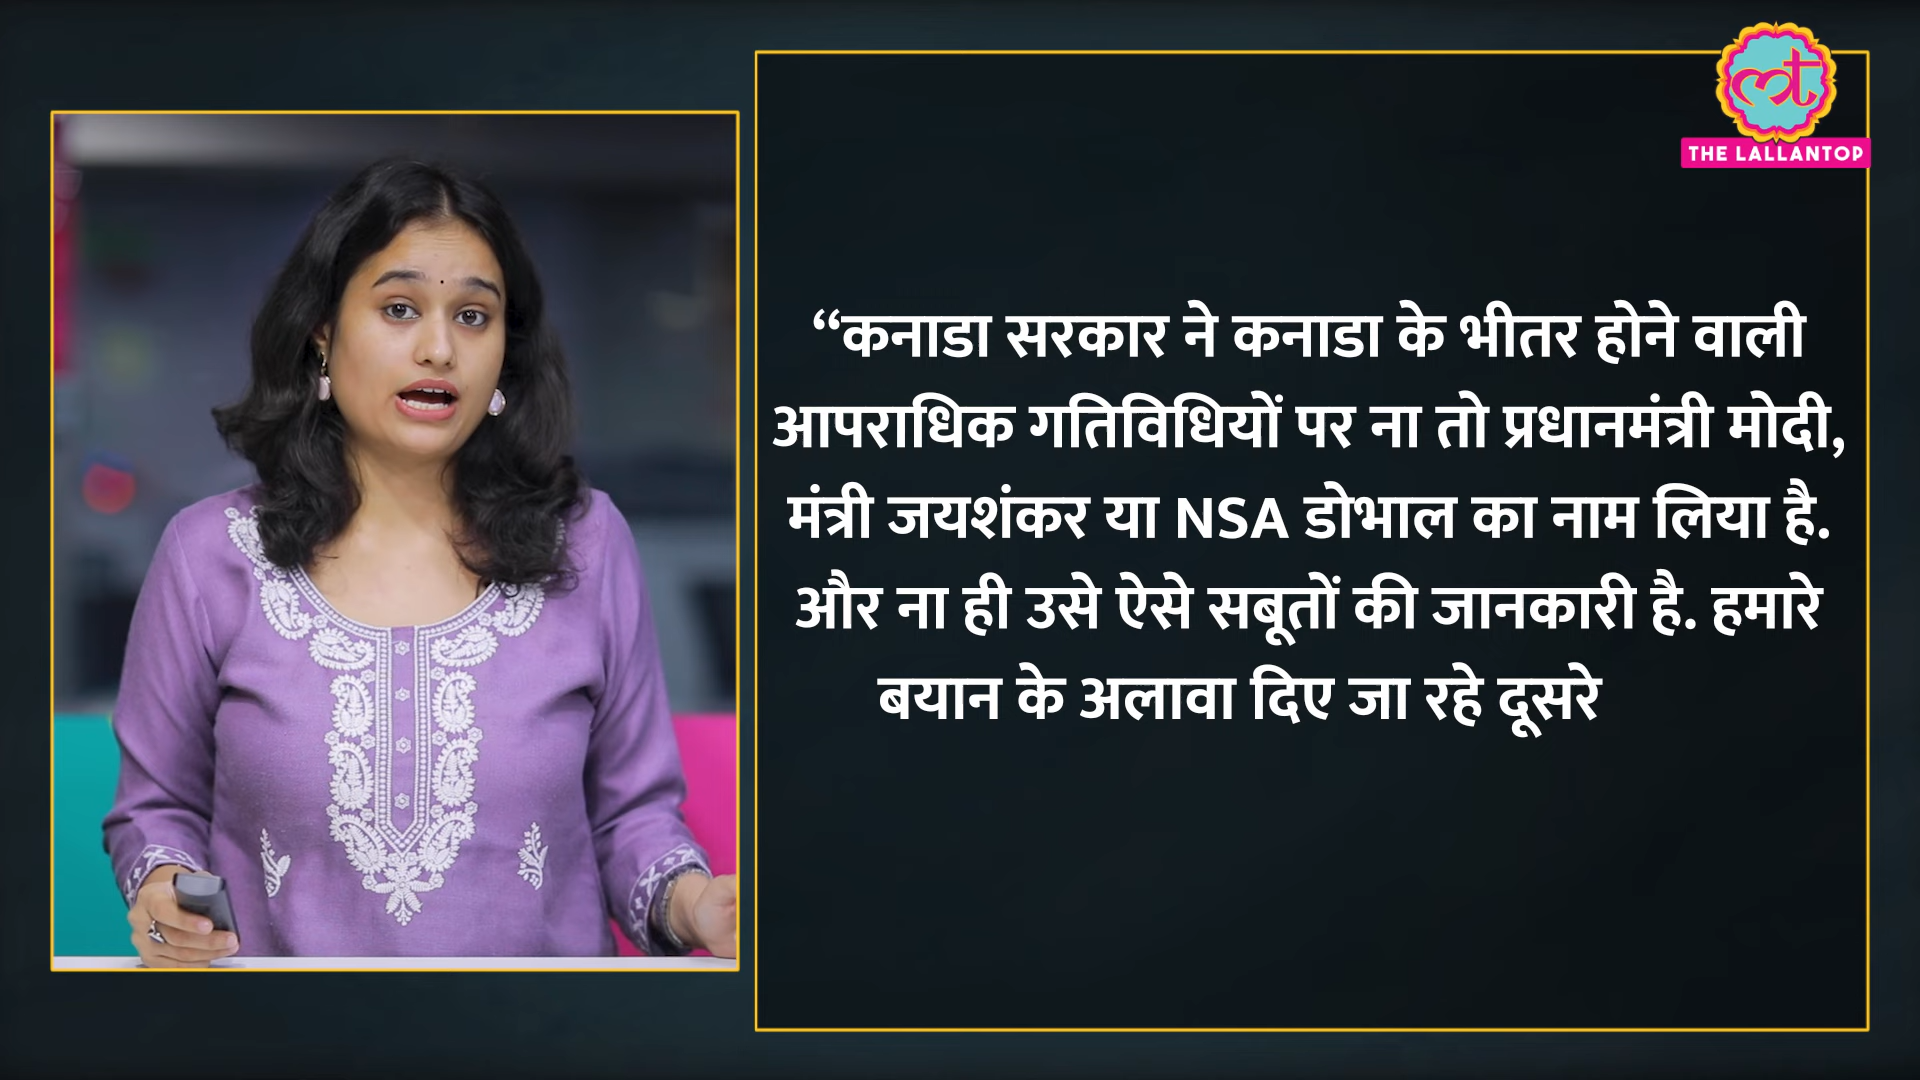 THE LALLANTOP
“कनाडा सरकार ने कनाडा के भीतर होने वाली
आपराधिक गतिविधियों पर ना तो प्रधानमंत्री मोदी,
मंत्री जयशंकर या NSA डोभाल का नाम लिया है.
और ना ही उसे ऐसे सबूतों की जानकारी है. हमारे
बयान के अलावा दिए जा रहे दूसरे